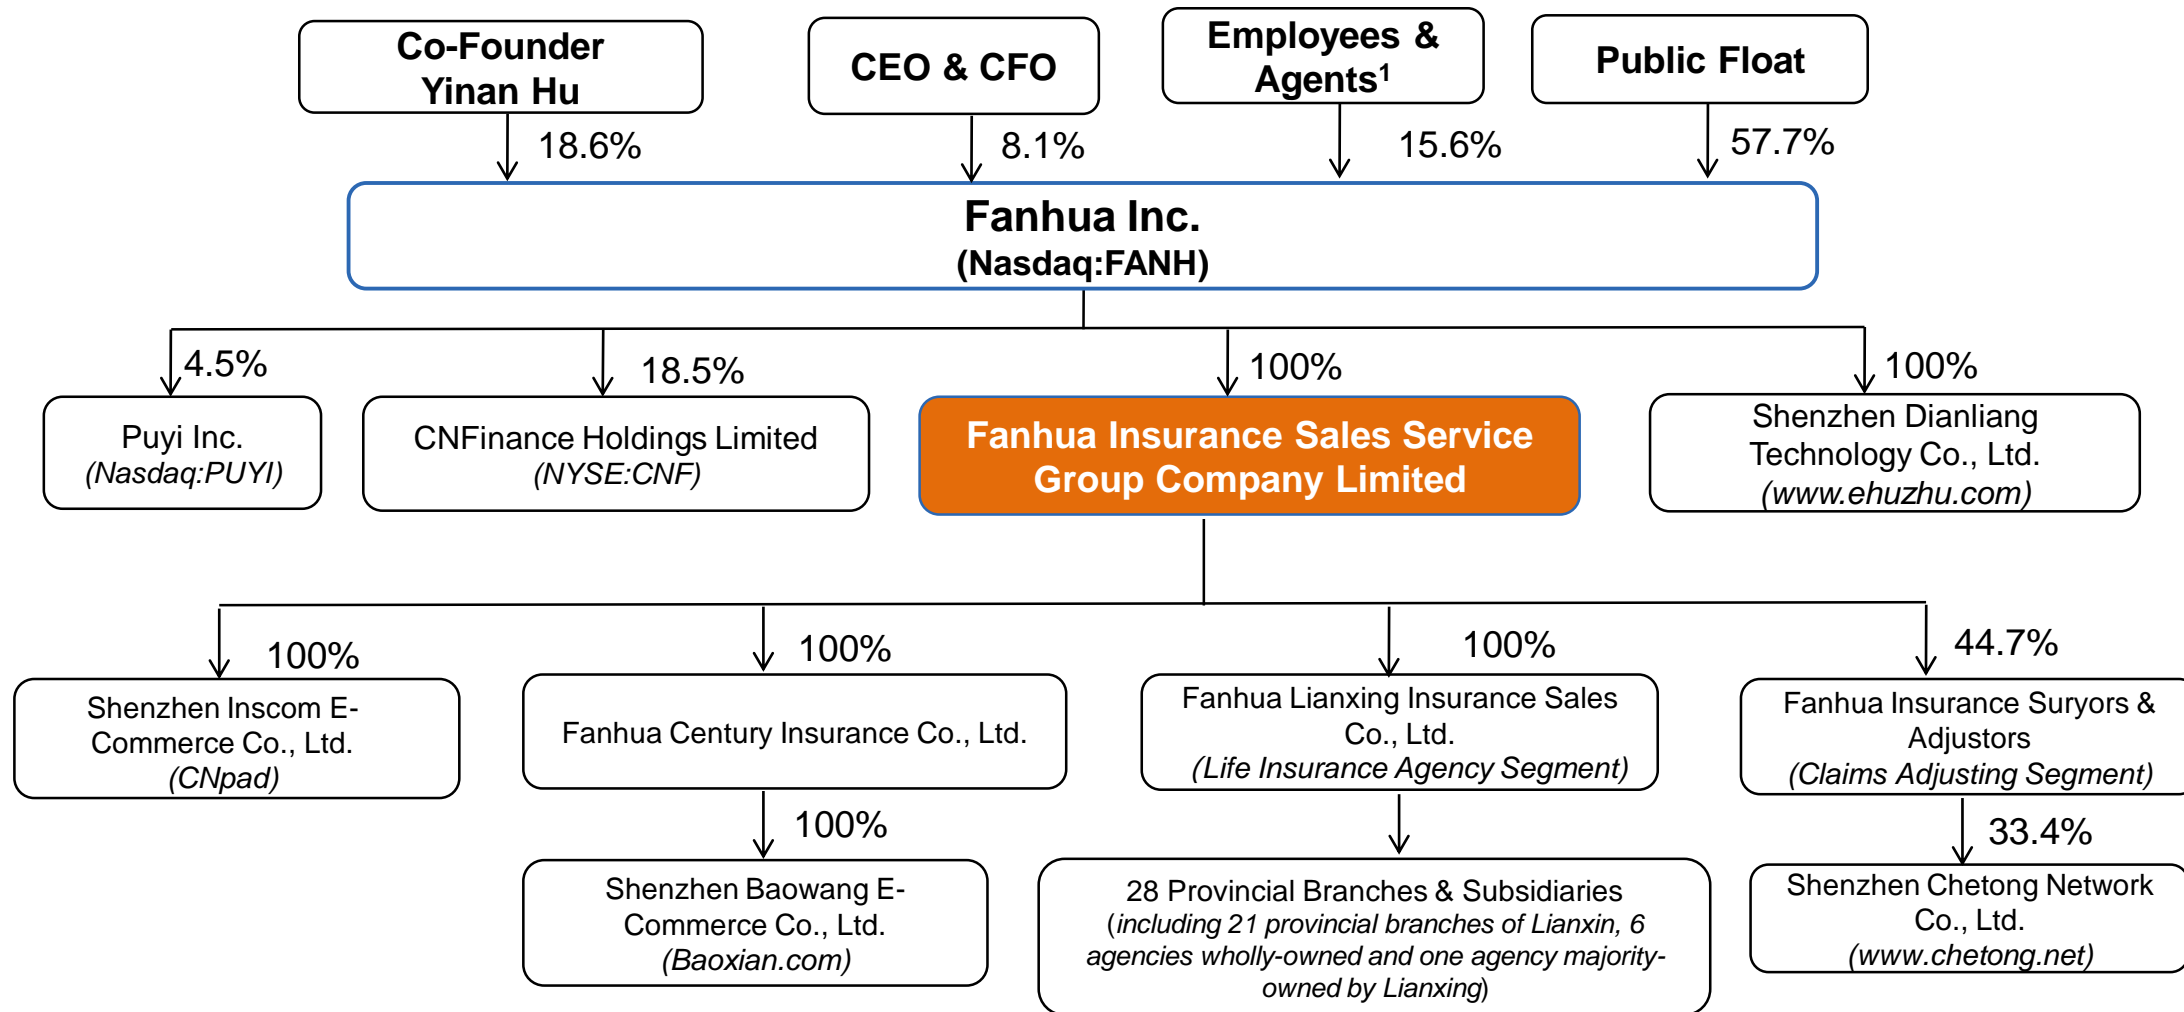 Co-Founder
Yinan Hu
CEO & CFO
Employees &
Agents¹
Public Float
18.6%
8.1%
15.6%
57.7%
Fanhua Inc.
(Nasdaq:FANH)
4.5%
18.5%
100%
100%
Puyi Inc.
(Nasdaq:PUYI)
CNFinance Holdings Limited
(NYSE:CNF)
Fanhua Insurance Sales Service
Group Company Limited
Shenzhen Dianliang
Technology Co., Ltd.
(www.ehuzhu.com)
100%
100%
100%
44.7%
Shenzhen Inscom E-
Commerce Co., Ltd.
(CNpad)
Fanhua Century Insurance Co., Ltd.
Fanhua Lianxing Insurance Sales
Co., Ltd.
(Life Insurance Agency Segment)
Fanhua Insurance Suryors &
Adjustors
(Claims Adjusting Segment)
100%
33.4%
Shenzhen Baowang E-
Commerce Co., Ltd.
(Baoxian.com)
28 Provincial Branches & Subsidiaries
(including 21 provincial branches of Lianxin, 6
agencies wholly-owned and one agency majority-
owned by Lianxing)
Shenzhen Chetong Network
Co., Ltd.
(www.chetong.net)